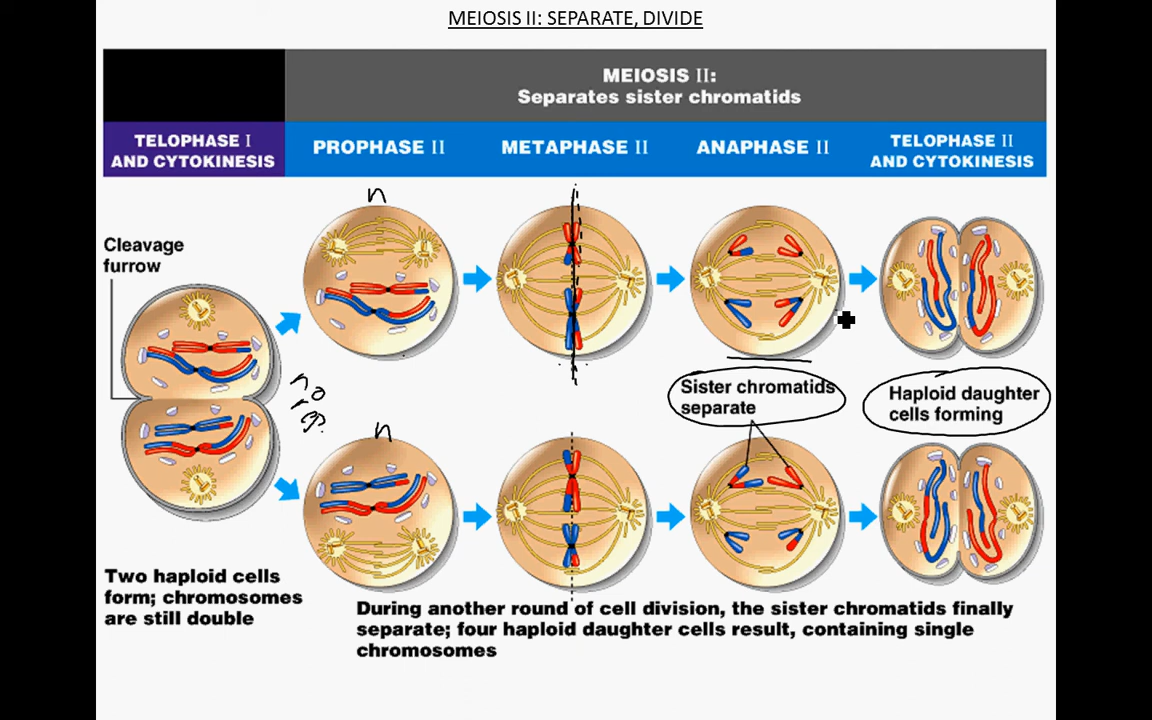 MEIOSIS II: SEPARATE, DIVIDE
MEIOSIS II:
Separates sister chromatids
TELOPHASE I
AND CYTOKINESIS
PROPHASE II
METAPHASE II
ANAPHASE II
TELOPHASE II
AND CYTOKINESIS
n
Cleavage
furrow
no
rep.
n
Sister chromatids
separate
Haploid daughter
cells forming
Two haploid cells
form; chromosomes
are still double
During another round of cell division, the sister chromatids finally
separate; four haploid daughter cells result, containing single
chromosomes